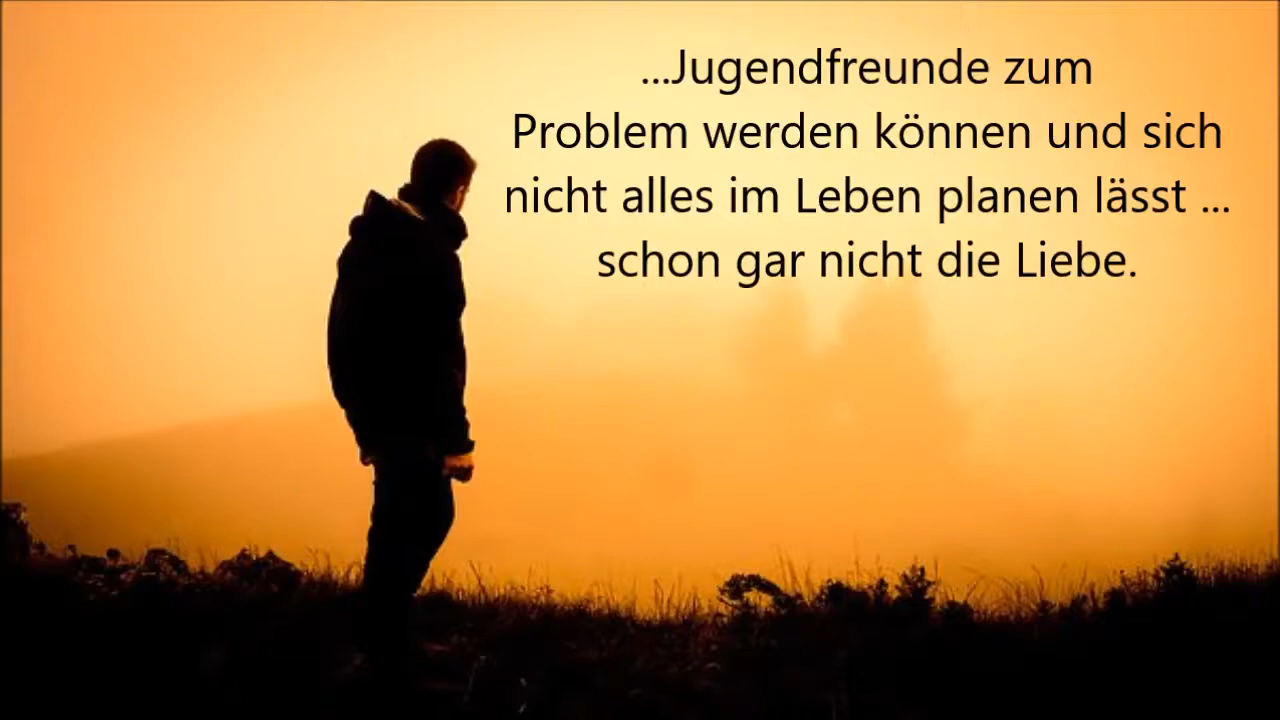 ...Jugendfreunde zum
Problem werden können und sich
nicht alles im Leben planen lässt ...
schon gar nicht die Liebe.